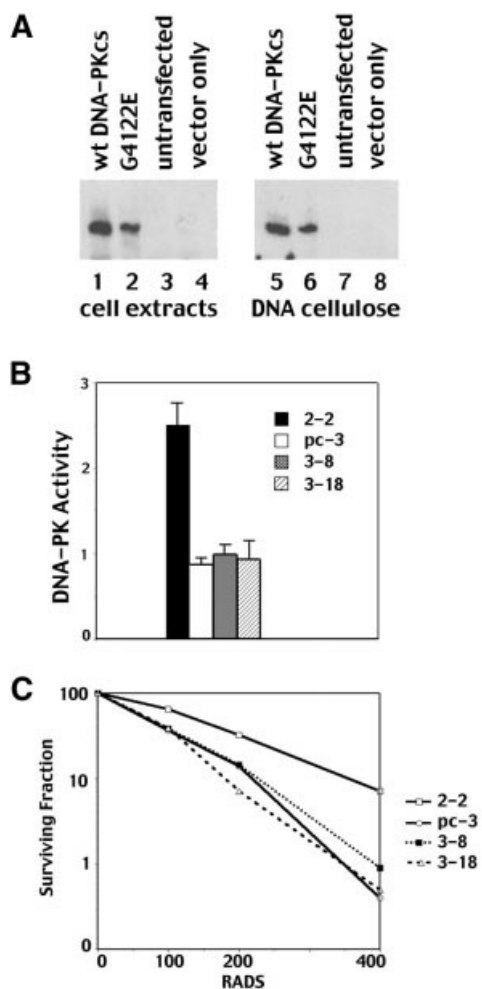 A
wt DNA-PKcs
G4122E
untransfected
vector only
wt DNA-PKcs
G4122E
untransfected
vector only
1 2 3 4 5 6 7 8
cell extracts DNA cellulose
B
DNA-PK Activity
3
2
1
0
2-2
pc-3
3-8
3-18
C
Surviving Fraction
100
10
1
0
0 100 200 400
RADS
2-2
pc-3
3-8
3-18